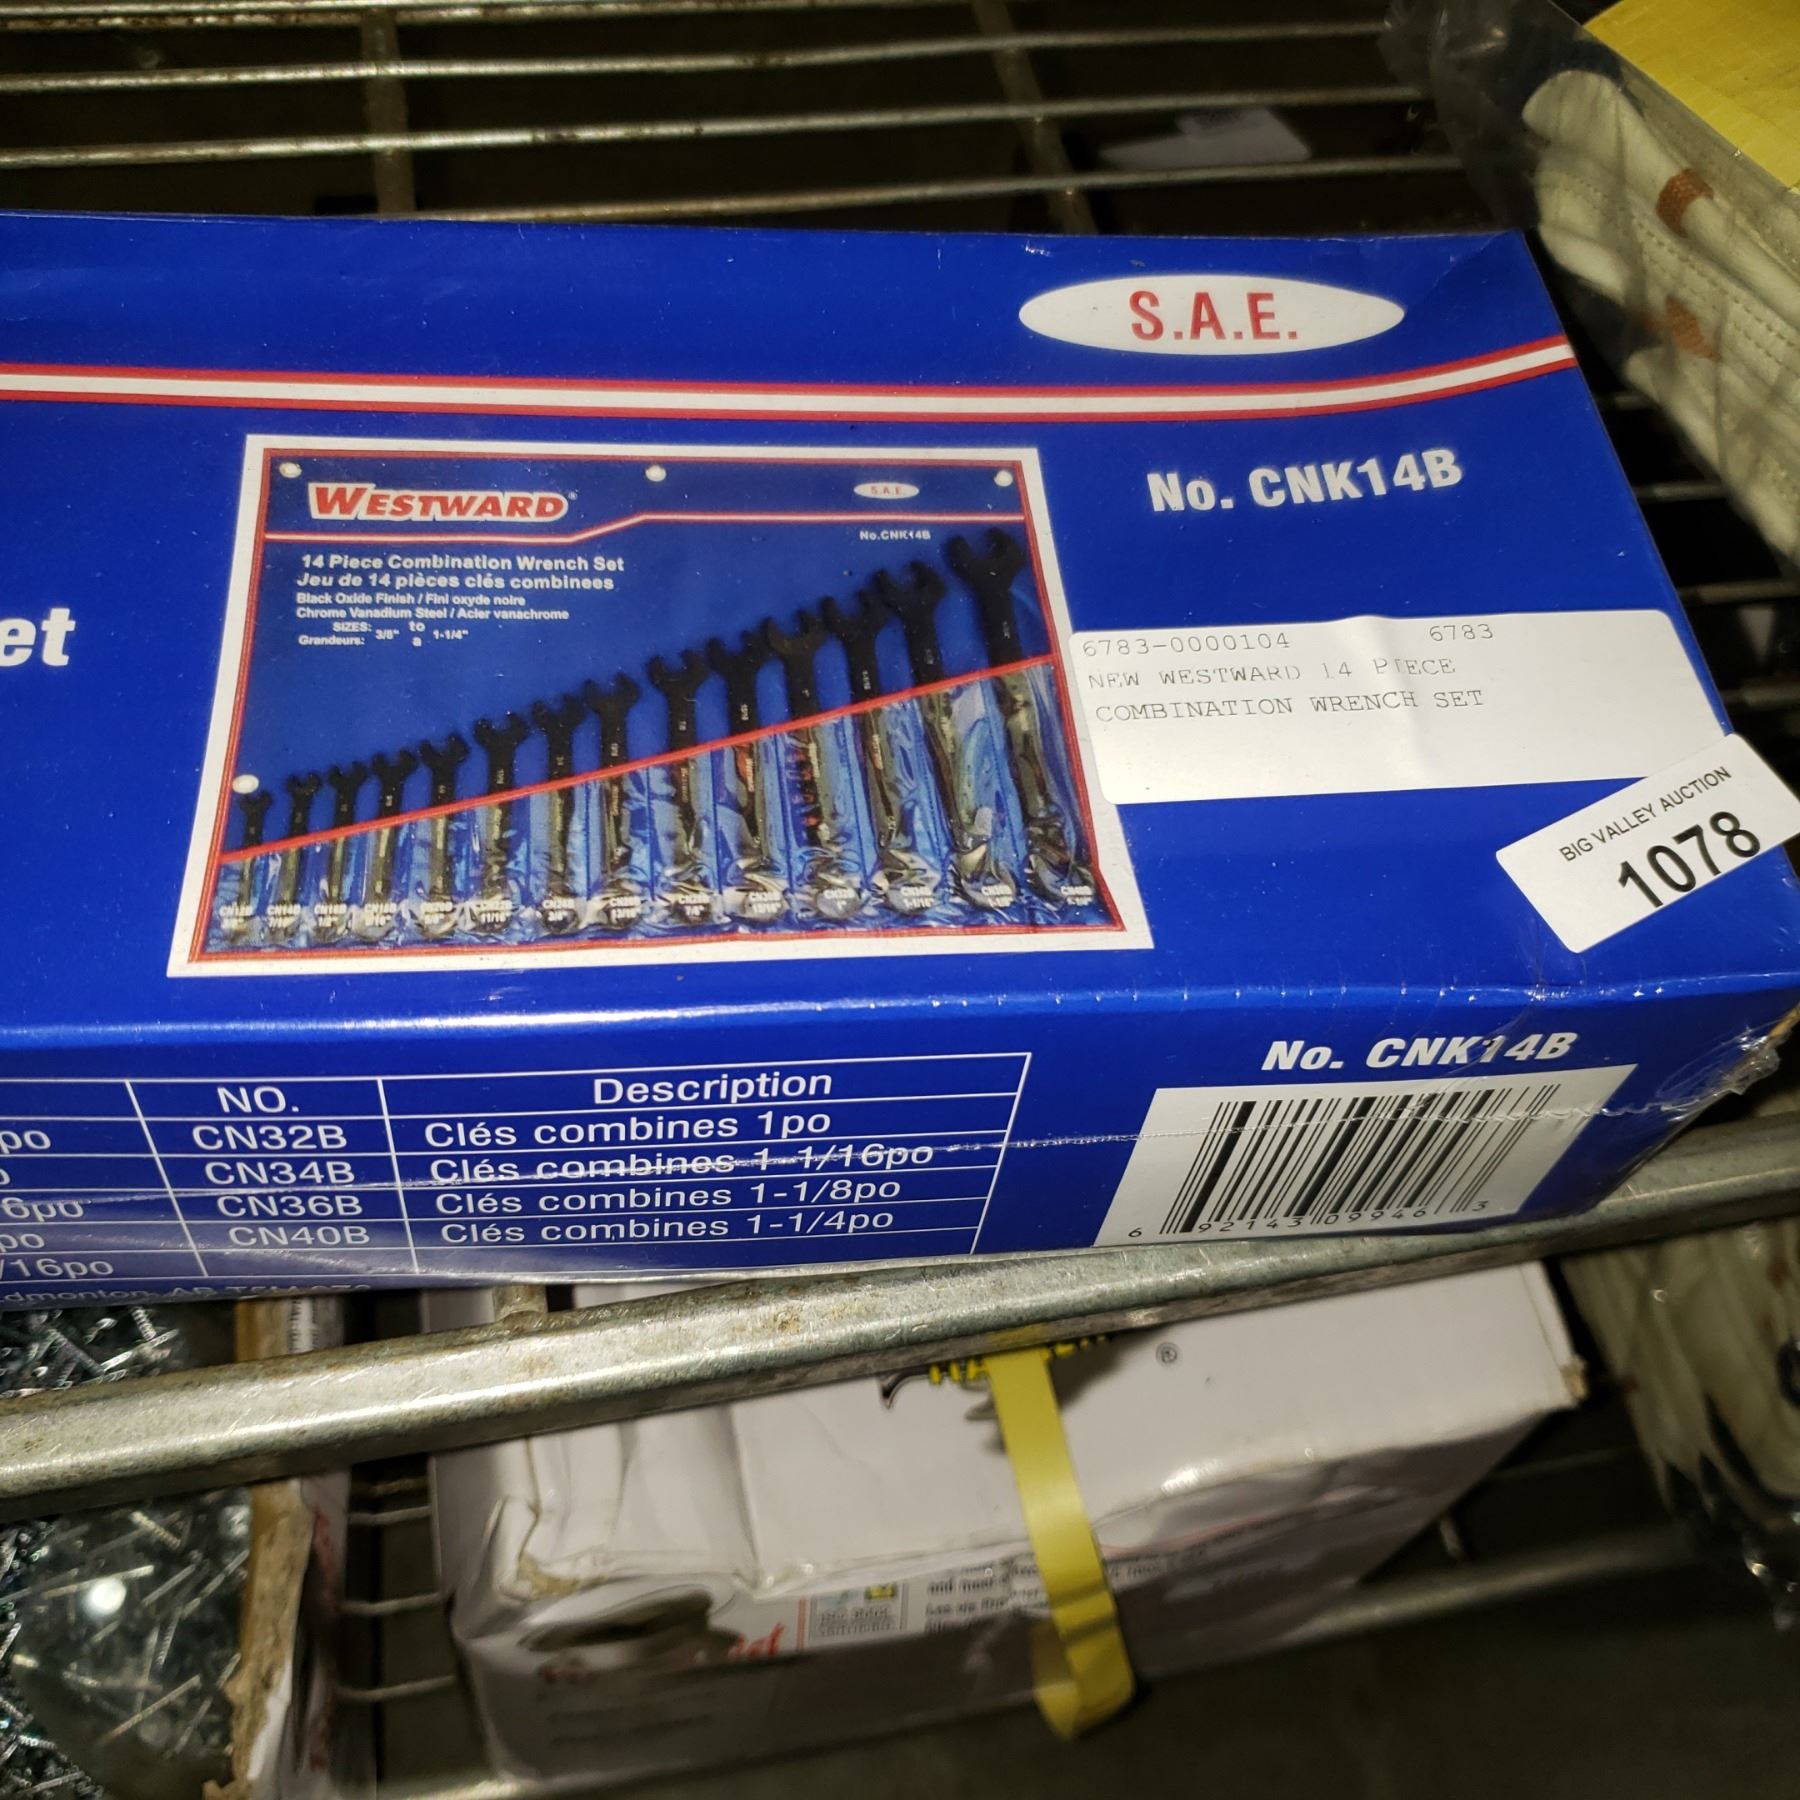 S.A.E.
No. CNK14B
et
WESTWARD®
S.A.E.
No.CNK14B
14 Piece Combination Wrench Set
Jeu de 14 pièces clés combinees
Black Oxide Finish / Fini oxyde noire
Chrome Vanadium Steel / Acier vanachrome
SIZES: to
Grandeurs: 3/8" a 1-1/4"
6783-0000104 6783
NEW WESTWARD 14 PIECE
COMBINATION WRENCH SET
BIG VALLEY AUCTION
1078
No. CNK14B
NO. Description
po CN32B Clés combines 1po
CN34B Clés combines 1-1/16po
6po CN36B Clés combines 1-1/8po
po CN40B Clés combines 1-1/4po
/16po
6 92143 09946 3